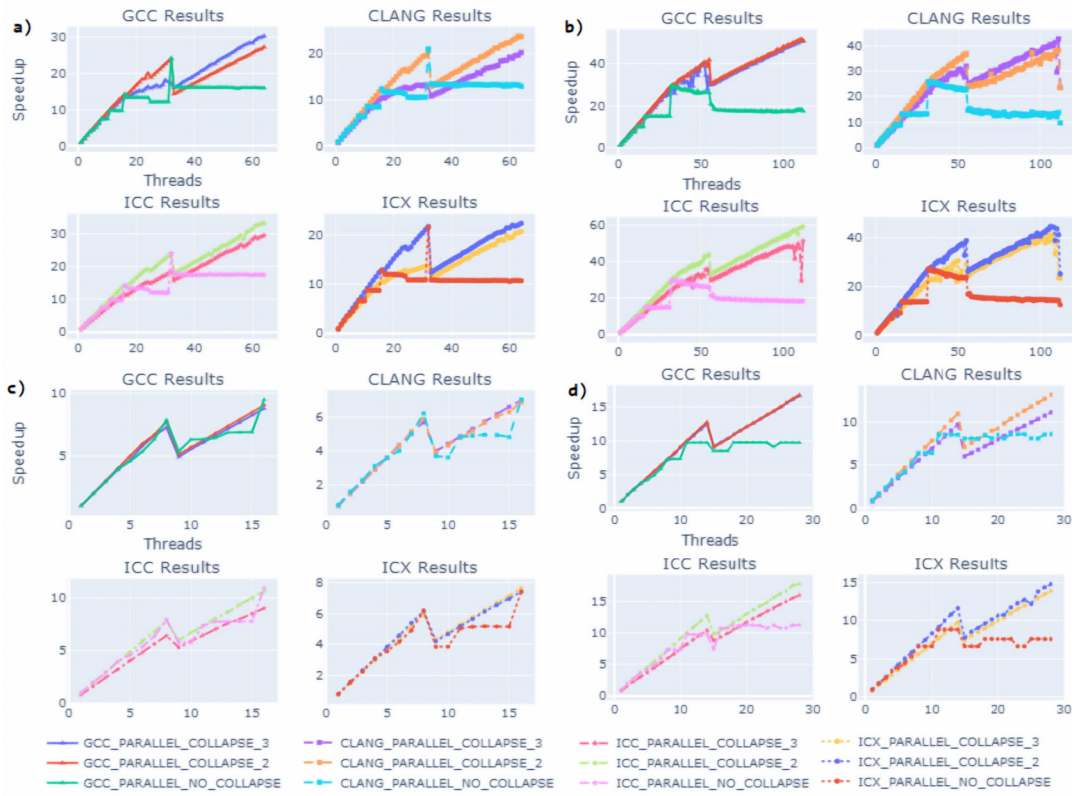 a)
GCC Results
CLANG Results
b)
GCC Results
CLANG Results
30
20
10
0
Speedup
0
20
40
60
Threads
20
10
0
0
20
40
60
40
20
0
Speedup
0
50
100
Threads
40
30
20
10
0
0
50
100
ICC Results
ICX Results
ICC Results
ICX Results
30
20
10
0
0
20
40
60
20
10
0
0
20
40
60
60
40
20
0
0
50
100
40
20
0
0
50
100
c)
GCC Results
CLANG Results
d)
GCC Results
CLANG Results
10
5
Speedup
0
5
10
15
Threads
6
4
2
0
5
10
15
15
10
5
0
Speedup
0
10
20
30
Threads
10
5
0
0
10
20
30
ICC Results
ICX Results
ICC Results
ICX Results
10
5
0
0
5
10
15
8
6
4
2
0
5
10
15
15
10
5
0
0
10
20
30
15
10
5
0
0
10
20
30
GCC_PARALLEL_COLLAPSE_3
CLANG_PARALLEL_COLLAPSE_3
ICC_PARALLEL_COLLAPSE_3
ICX_PARALLEL_COLLAPSE_3
GCC_PARALLEL_COLLAPSE_2
CLANG_PARALLEL_COLLAPSE_2
ICC_PARALLEL_COLLAPSE_2
ICX_PARALLEL_COLLAPSE_2
GCC_PARALLEL_NO_COLLAPSE
CLANG_PARALLEL_NO_COLLAPSE
ICC_PARALLEL_NO_COLLAPSE
ICX_PARALLEL_NO_COLLAPSE